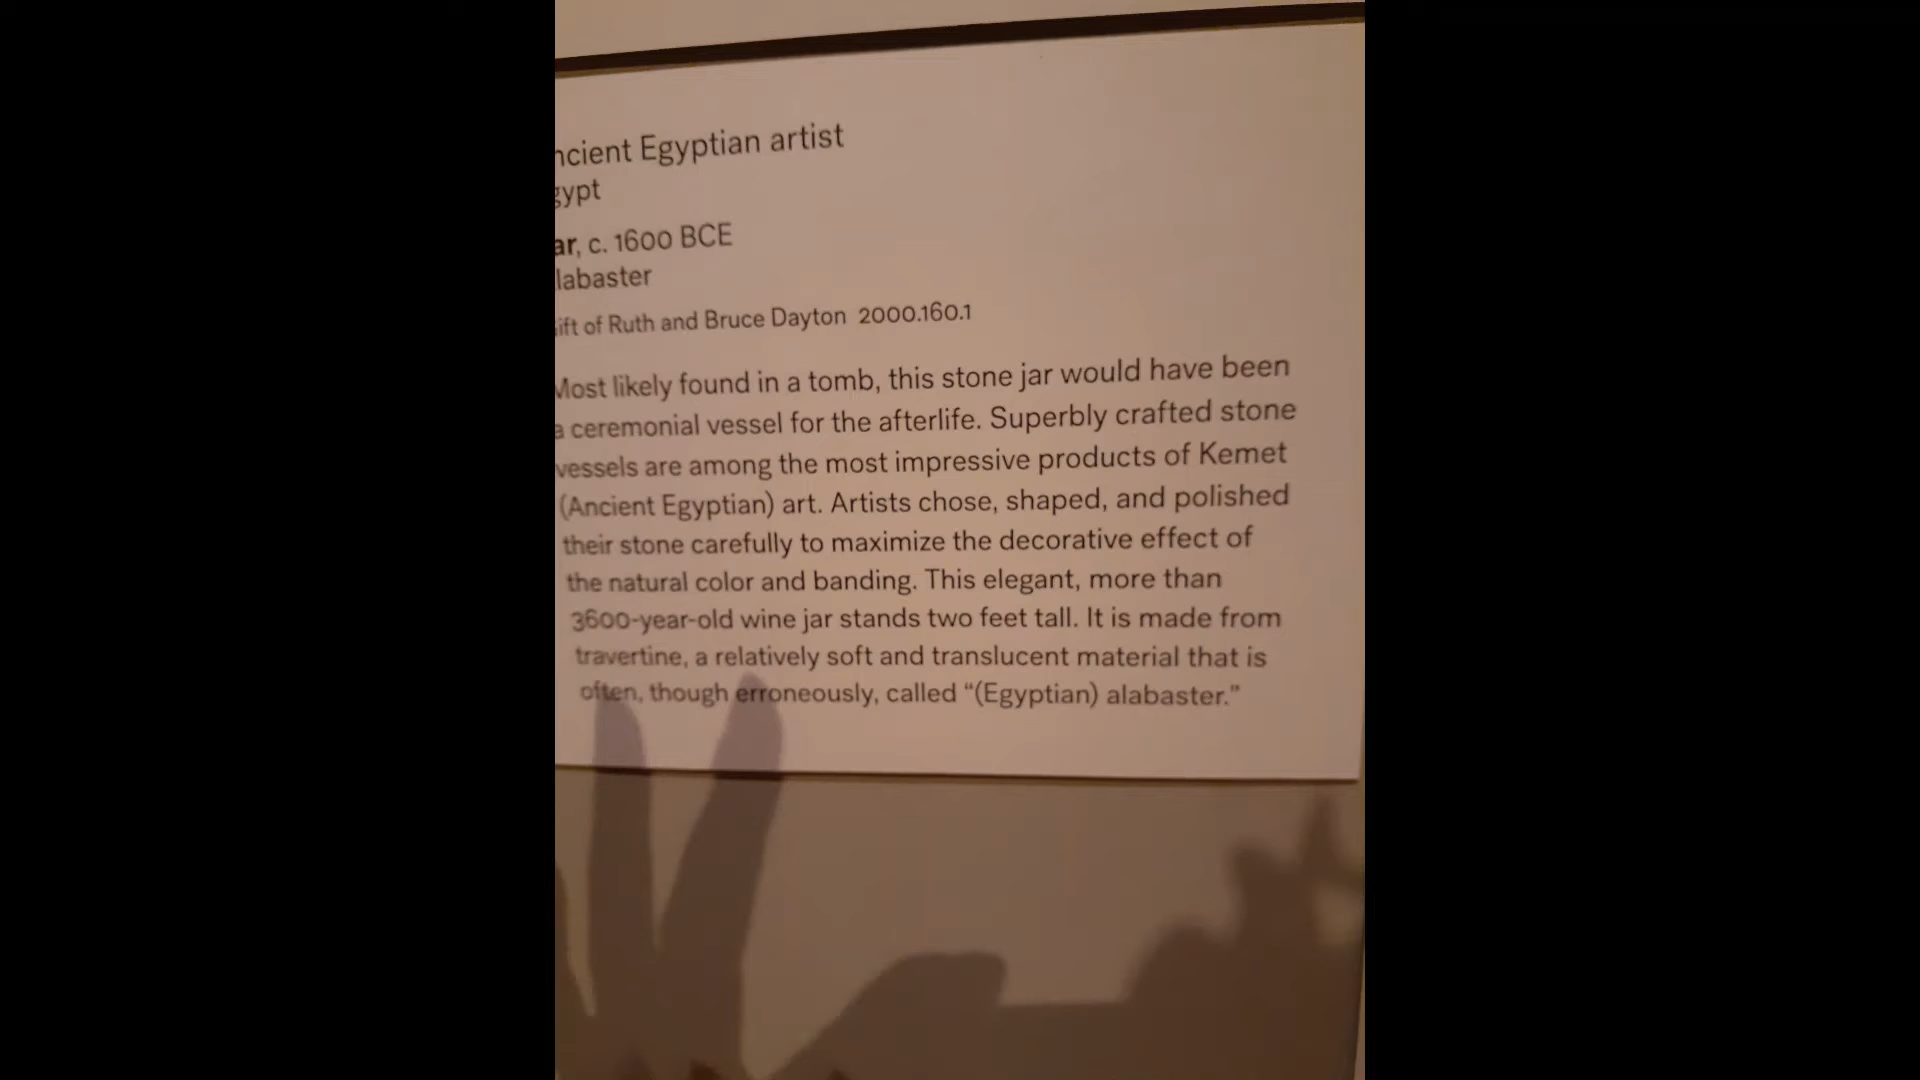 ncient Egyptian artist
gypt
ar, c. 1600 BCE
labaster
ift of Ruth and Bruce Dayton 2000.160.1
Most likely found in a tomb, this stone jar would have been
a ceremonial vessel for the afterlife. Superbly crafted stone
vessels are among the most impressive products of Kemet
(Ancient Egyptian) art. Artists chose, shaped, and polished
their stone carefully to maximize the decorative effect of
the natural color and banding. This elegant, more than
3600-year-old wine jar stands two feet tall. It is made from
travertine, a relatively soft and translucent material that is
often, though erroneously, called “(Egyptian) alabaster.”